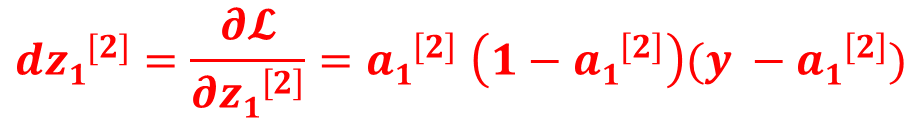 dz₁^[2] = ∂ℒ/∂z₁^[2] = a₁^[2] (1 − a₁^[2])(y − a₁^[2])